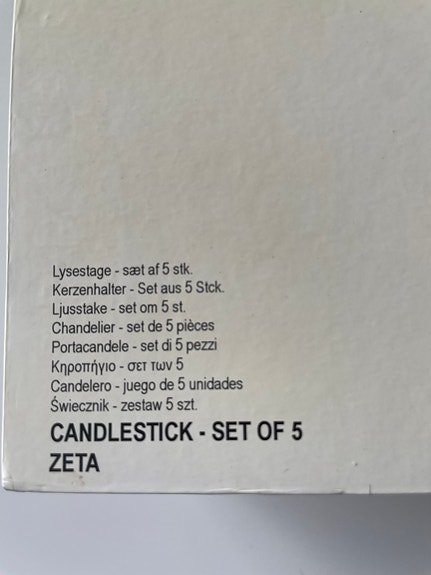 Lysestage - sæt af 5 stk.
Kerzenhalter - Set aus 5 Stck.
Ljusstake - set om 5 st.
Chandelier - set de 5 pièces
Portacandele - set di 5 pezzi
Κηροπήγιο - σετ των 5
Candelero - juego de 5 unidades
Świecznik - zestaw 5 szt.
CANDLESTICK - SET OF 5
ZETA